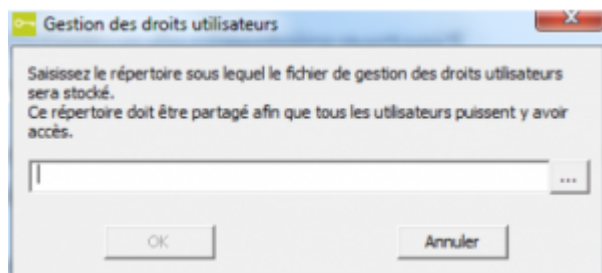 Gestion des droits utilisateurs
Saisissez le répertoire sous lequel le fichier de gestion des droits utilisateurs
sera stocké.
Ce répertoire doit être partagé afin que tous les utilisateurs puissent y avoir
accès.
...
OK
Annuler